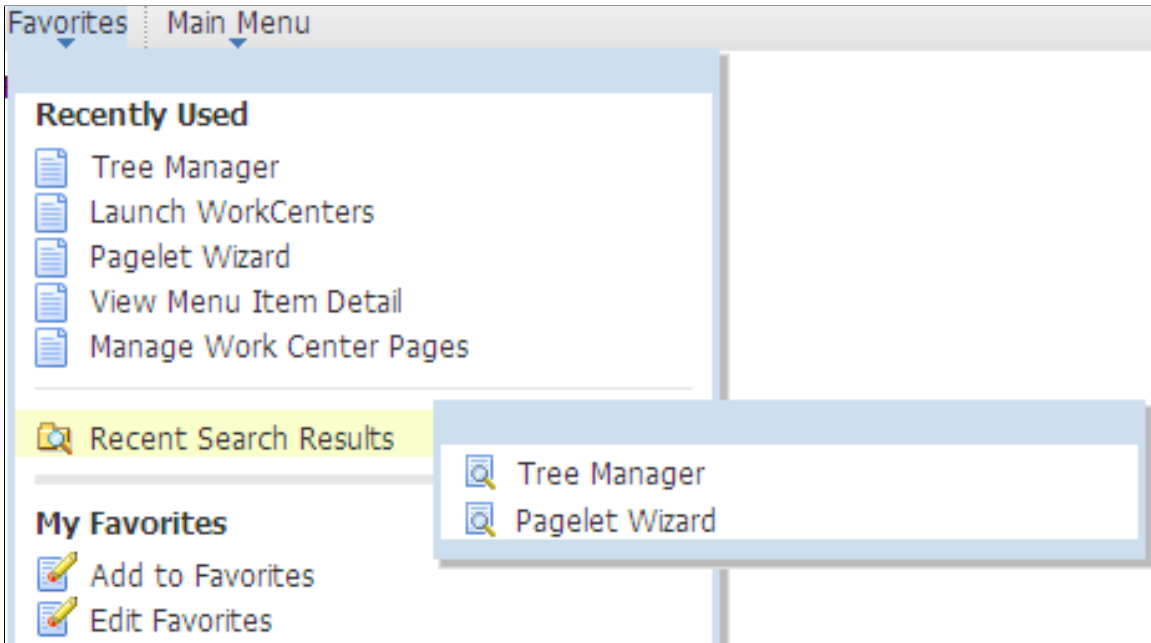 Favorites Main Menu
Recently Used
Tree Manager
Launch WorkCenters
Pagelet Wizard
View Menu Item Detail
Manage Work Center Pages
Recent Search Results
Tree Manager
Pagelet Wizard
My Favorites
Add to Favorites
Edit Favorites